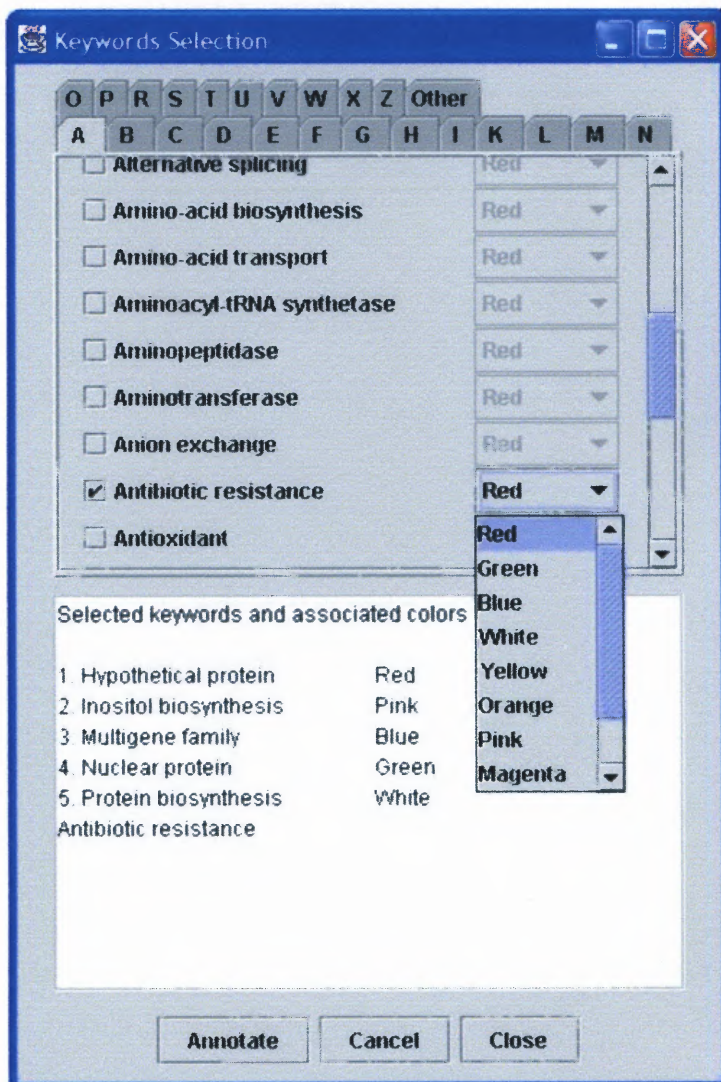 Keywords Selection
O P R S T U V W X Z Other
A B C D E F G H I K L M N
Alternative splicing Red
Amino-acid biosynthesis Red
Amino-acid transport Red
Aminoacyl-tRNA synthetase Red
Aminopeptidase Red
Aminotransferase Red
Anion exchange Red
Antibiotic resistance Red
Antioxidant
Red
Green
Blue
White
Yellow
Orange
Pink
Magenta
Selected keywords and associated colors
1. Hypothetical protein Red
2. Inositol biosynthesis Pink
3. Multigene family Blue
4. Nuclear protein Green
5. Protein biosynthesis White
Antibiotic resistance
Annotate Cancel Close